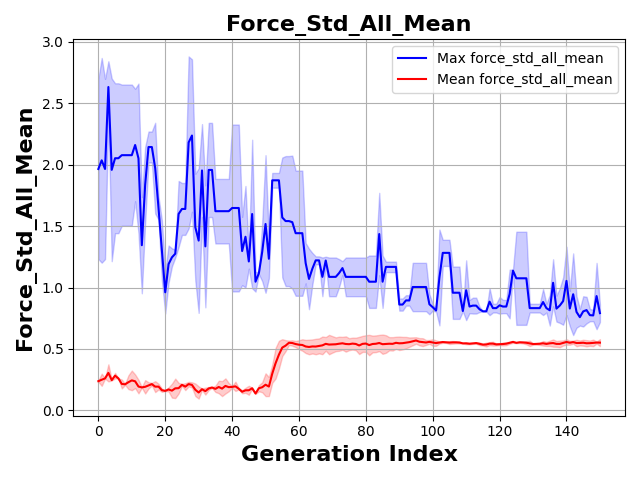 Force_Std_All_Mean
Max force_std_all_mean
Mean force_std_all_mean
Force_Std_All_Mean
3.0
2.5
2.0
1.5
1.0
0.5
0.0
0 20 40 60 80 100 120 140
Generation Index